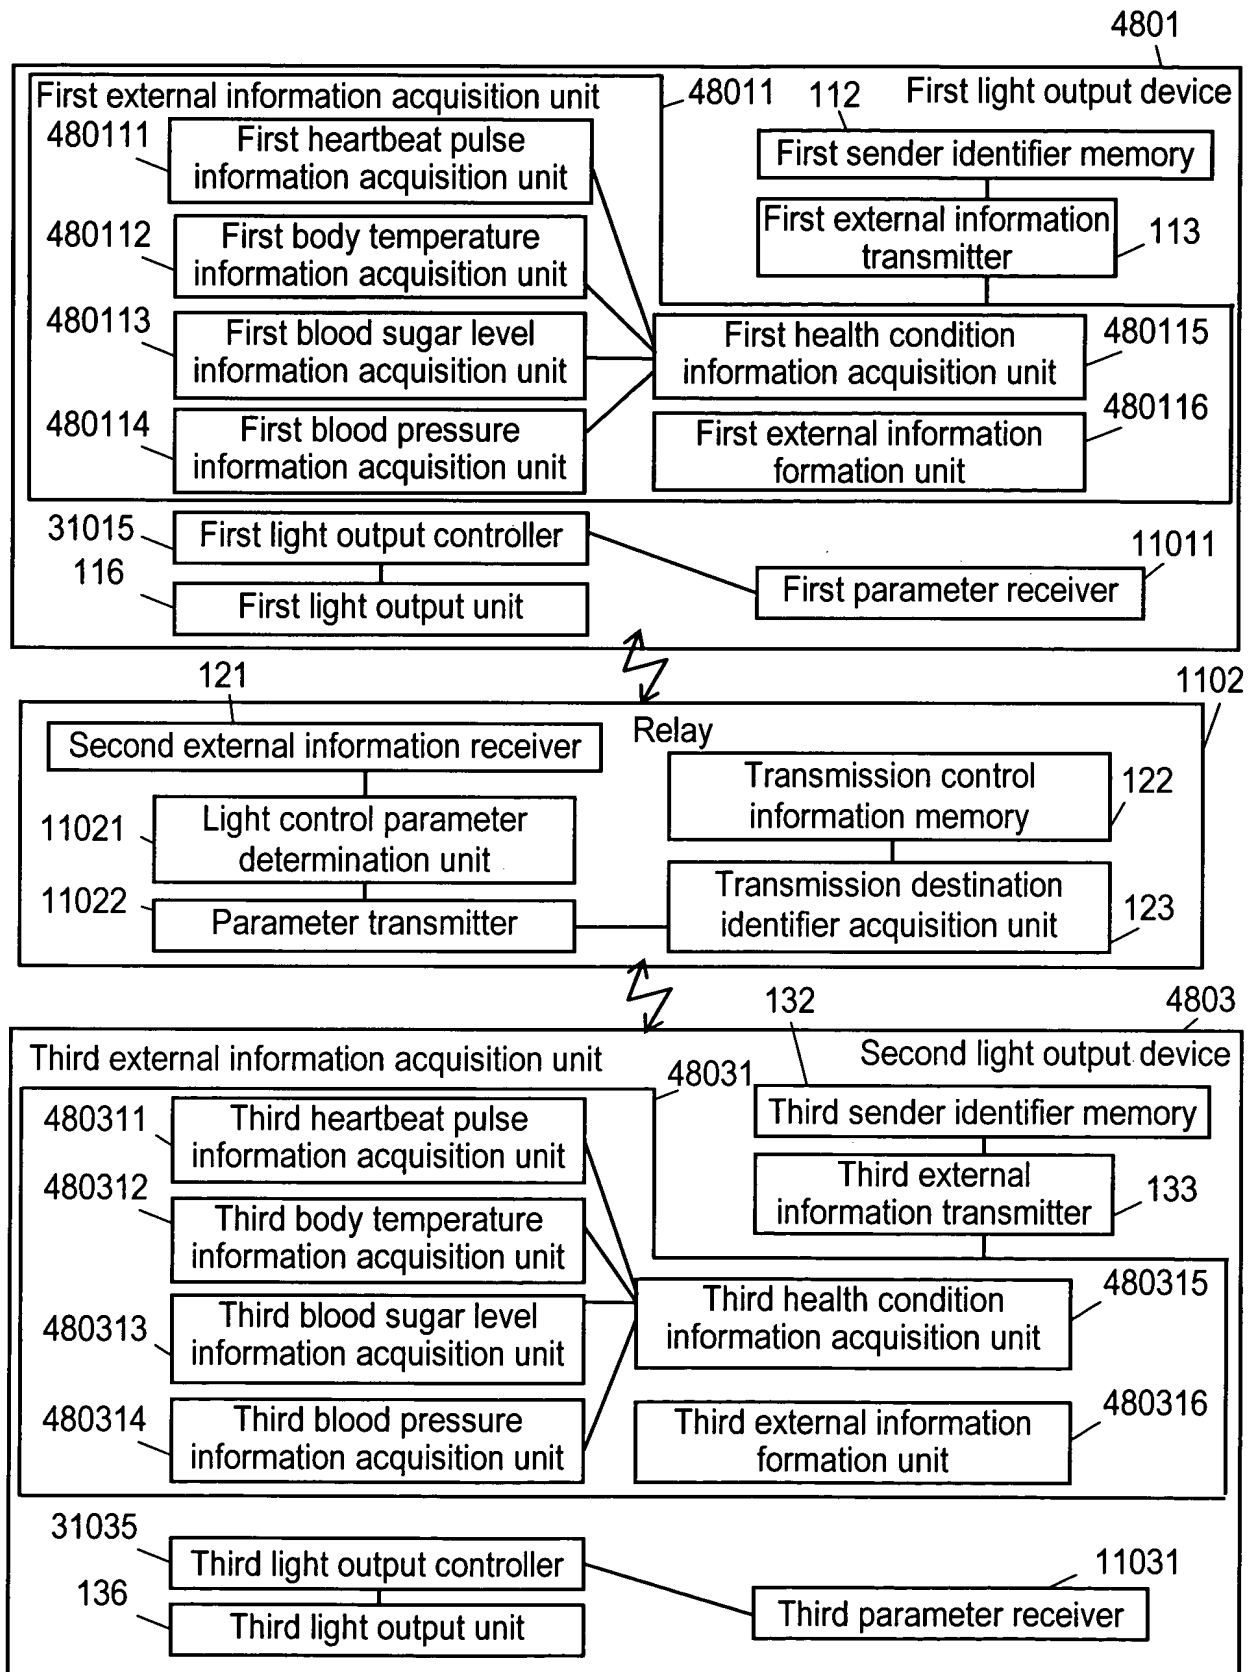 4801
First external information acquisition unit
48011
112
First light output device
480111
First heartbeat pulse
information acquisition unit
First sender identifier memory
480112
First body temperature
information acquisition unit
First external information
transmitter
113
480113
First blood sugar level
information acquisition unit
First health condition
information acquisition unit
480115
480114
First blood pressure
information acquisition unit
First external information
formation unit
480116
31015
First light output controller
11011
116
First light output unit
First parameter receiver
121
1102
Second external information receiver
Relay
Transmission control
information memory
122
11021
Light control parameter
determination unit
11022
Parameter transmitter
Transmission destination
identifier acquisition unit
123
132
4803
Third external information acquisition unit
Second light output device
48031
480311
Third heartbeat pulse
information acquisition unit
Third sender identifier memory
480312
Third body temperature
information acquisition unit
Third external
information transmitter
133
480313
Third blood sugar level
information acquisition unit
Third health condition
information acquisition unit
480315
480314
Third blood pressure
information acquisition unit
Third external information
formation unit
480316
31035
Third light output controller
11031
136
Third light output unit
Third parameter receiver